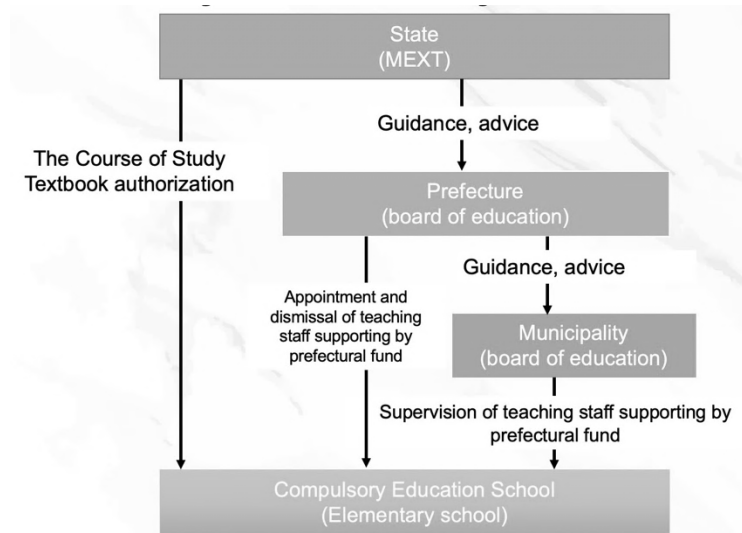 State
(MEXT)
Guidance, advice
The Course of Study
Textbook authorization
Prefecture
(board of education)
Guidance, advice
Appointment and
dismissal of teaching
staff supporting by
prefectural fund
Municipality
(board of education)
Supervision of teaching staff supporting by
prefectural fund
Compulsory Education School
(Elementary school)